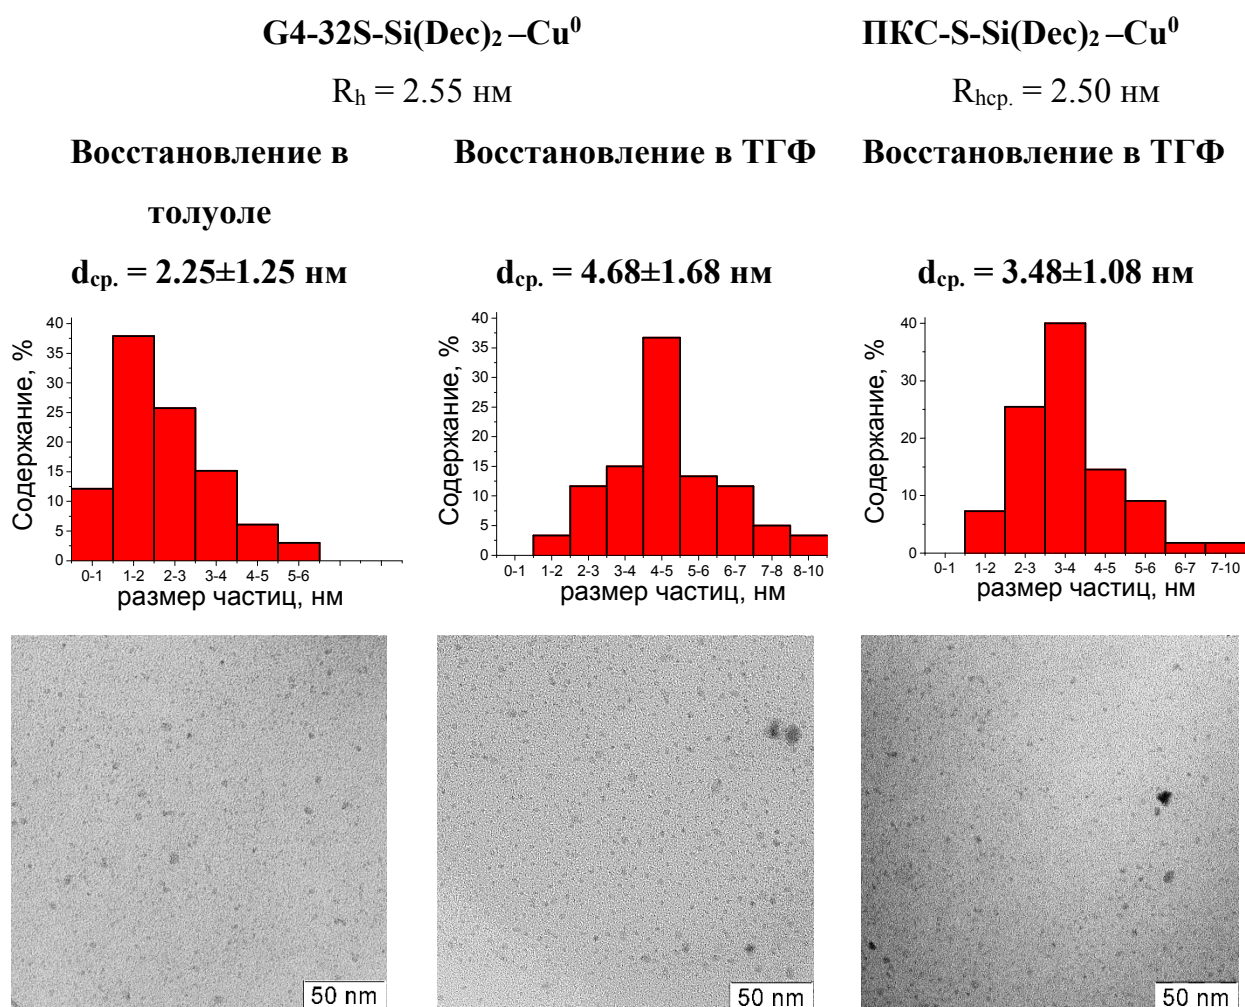 G4-32S-Si(Dec)₂ –Cu⁰
ПКС-S-Si(Dec)₂ –Cu⁰
Rₕ = 2.55 нм
Rhср. = 2.50 нм
Восстановление в
толуоле
Восстановление в ТГФ
Восстановление в ТГФ
dср. = 2.25±1.25 нм
dср. = 4.68±1.68 нм
dср. = 3.48±1.08 нм
Содержание, %
40
35
30
25
20
15
10
5
0
0-1 1-2 2-3 3-4 4-5 5-6
размер частиц, нм
Содержание, %
40
35
30
25
20
15
10
5
0
0-1 1-2 2-3 3-4 4-5 5-6 6-7 7-8 8-10
размер частиц, нм
Содержание, %
40
30
20
10
0
0-1 1-2 2-3 3-4 4-5 5-6 6-7 7-10
размер частиц, нм
50 nm
50 nm
50 nm